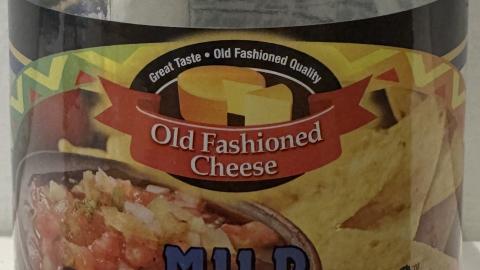 Great Taste • Old Fashioned Quality
Old Fashioned
Cheese
MILD